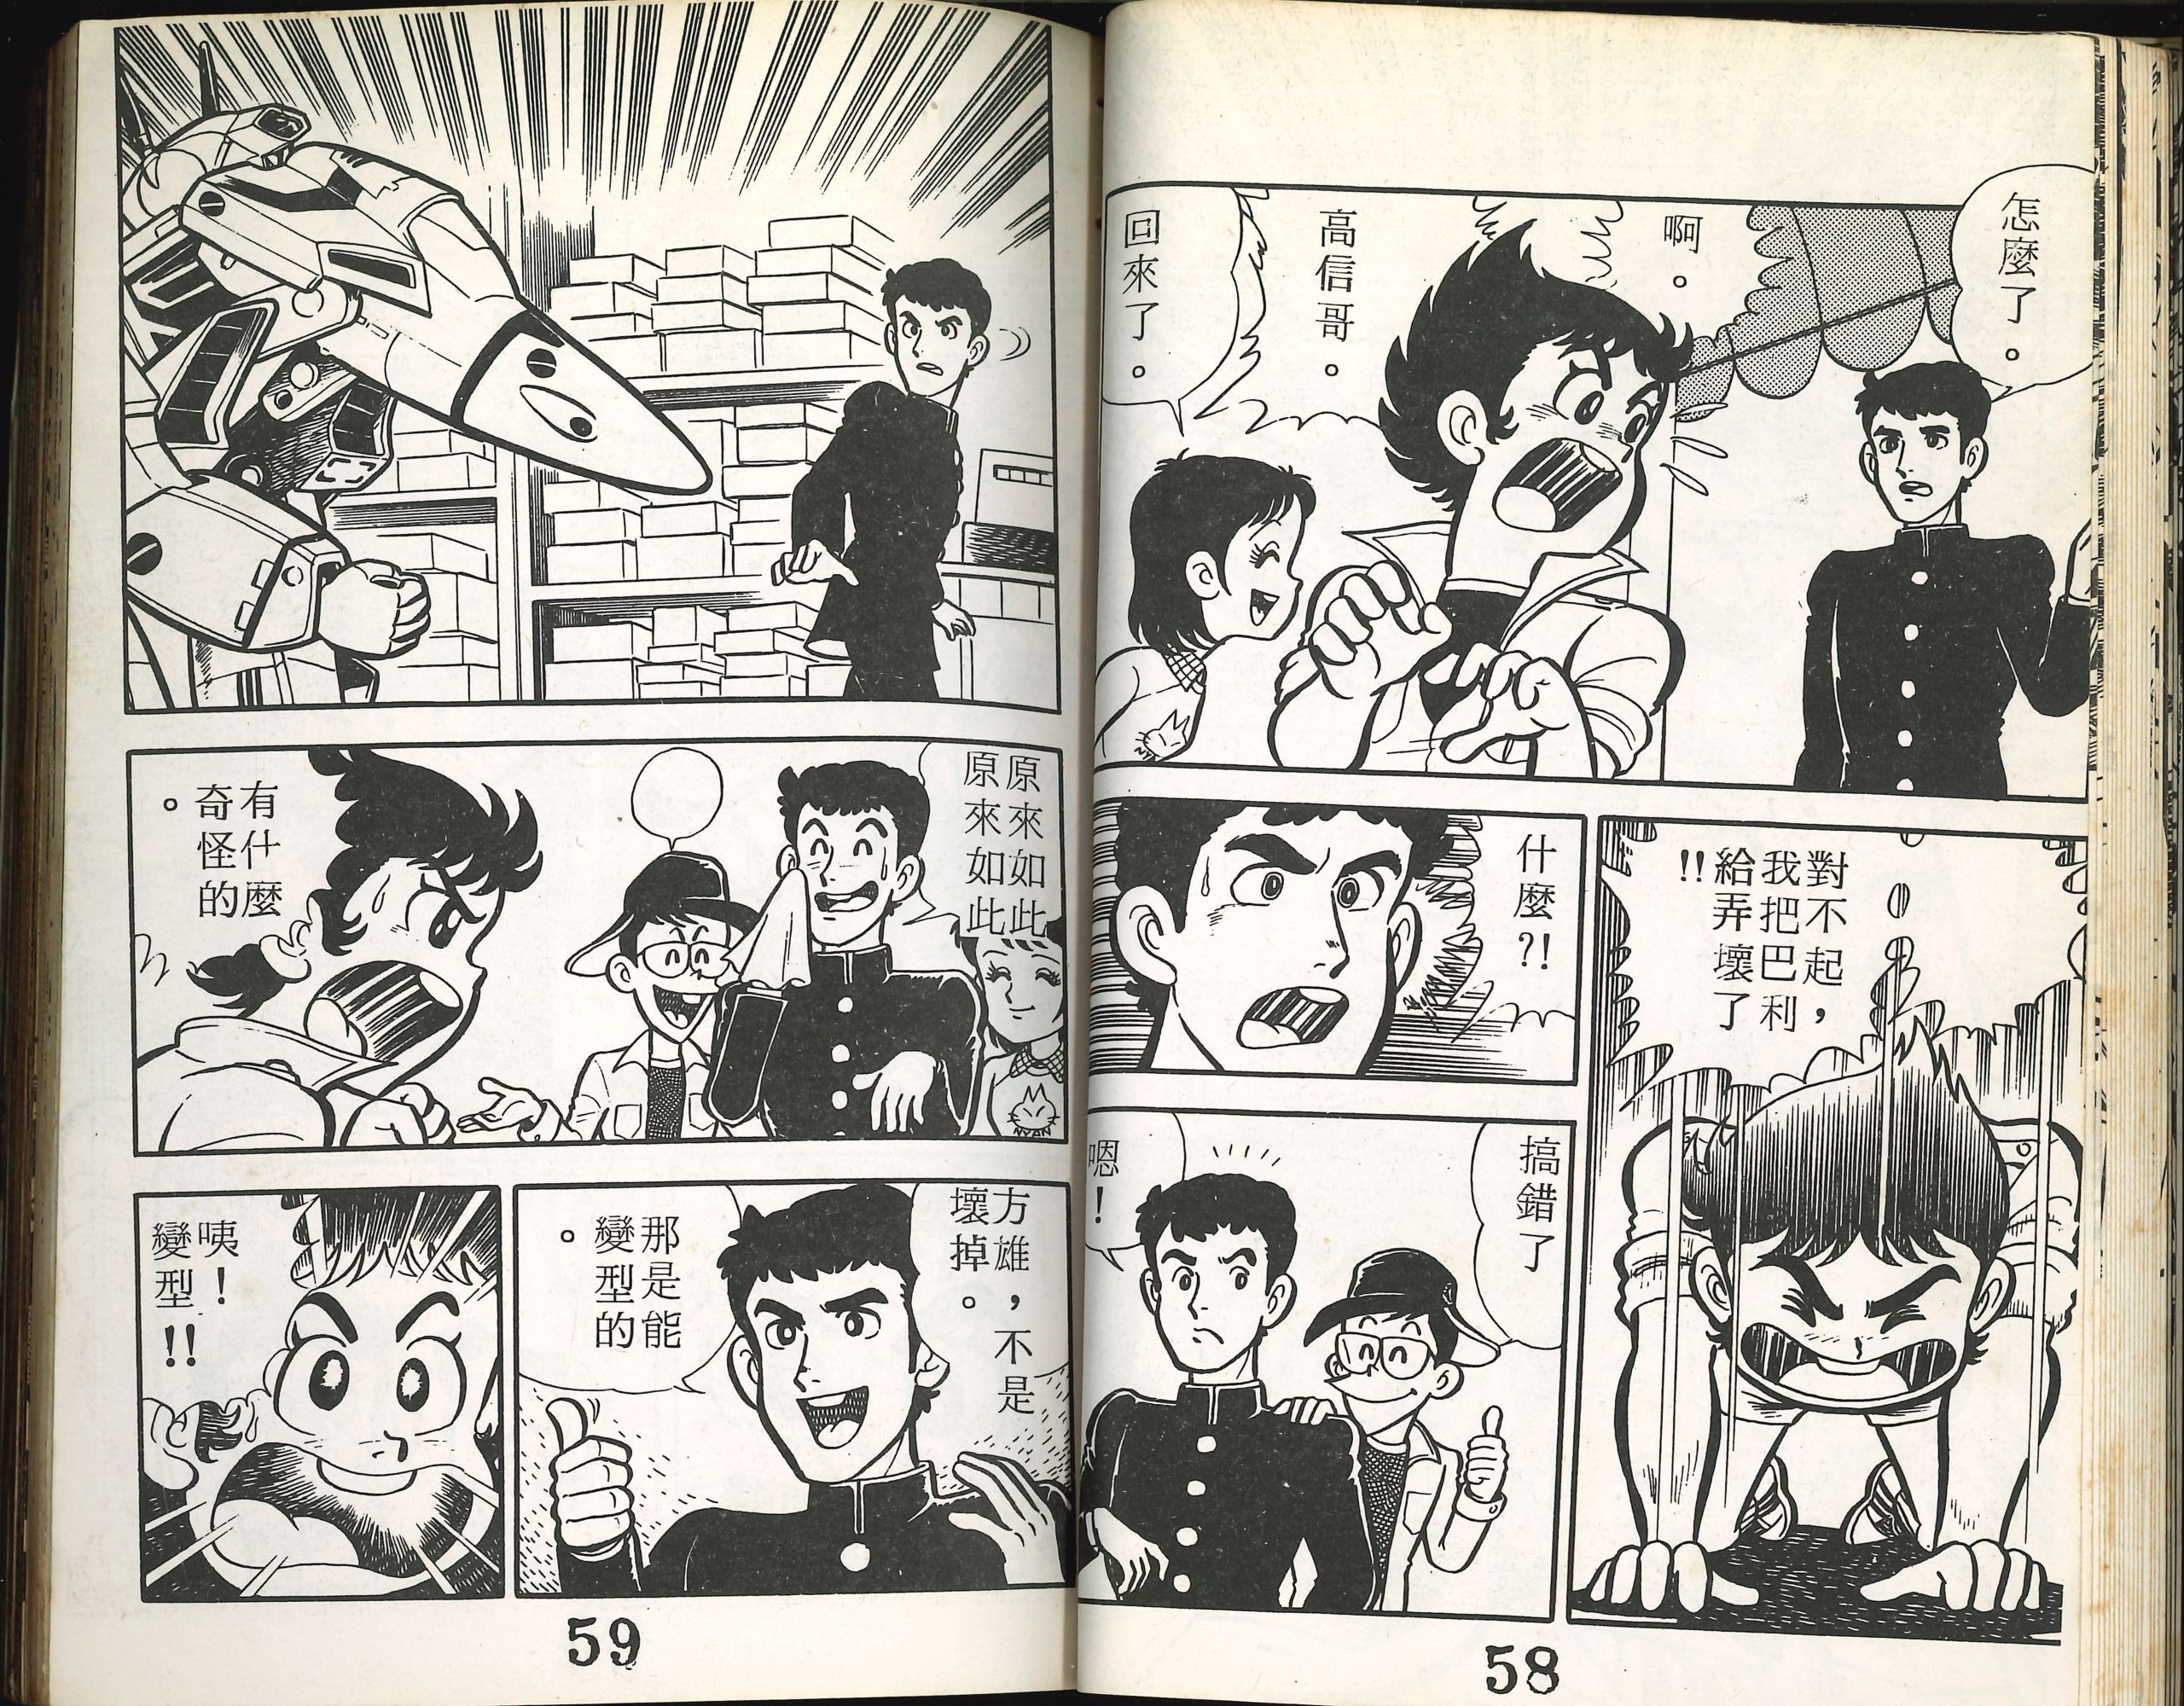 怎麼了。
啊。
高信哥。
回來了。
NY
對不起，
我把巴利
給弄壞了
!!
什麼?!
搞錯了
嗯!
58
原來如此
原來如此
NYAN
有什麼
奇怪的
。
方雄，不是
壞掉。
那是能
變型的
。
咦!
變型!!
59